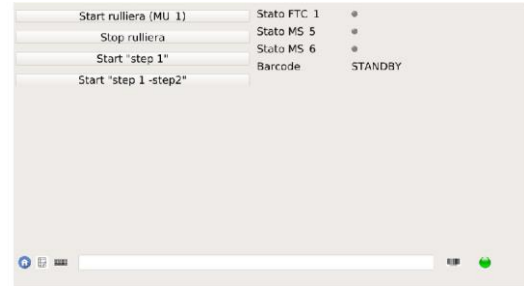 Start rulliera (MU 1)
Stop rulliera
Start "step 1"
Start "step 1 -step2"
Stato FTC 1
Stato MS 5
Stato MS 6
Barcode STANDBY